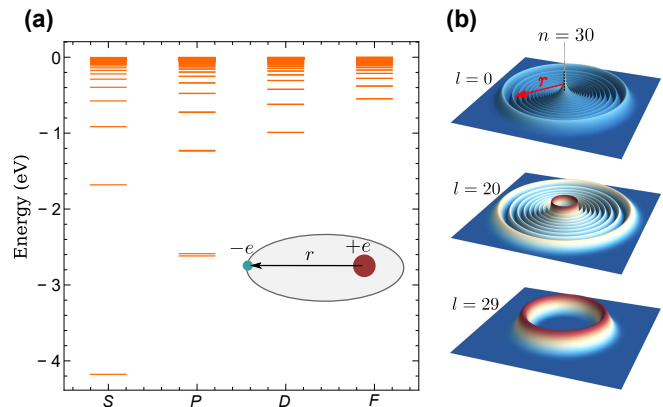 (a)
Energy (eV)
0
− 1
− 2
− 3
− 4
S P D F
−e
r
+e
(b)
n = 30
l = 0
r
l = 20
l = 29